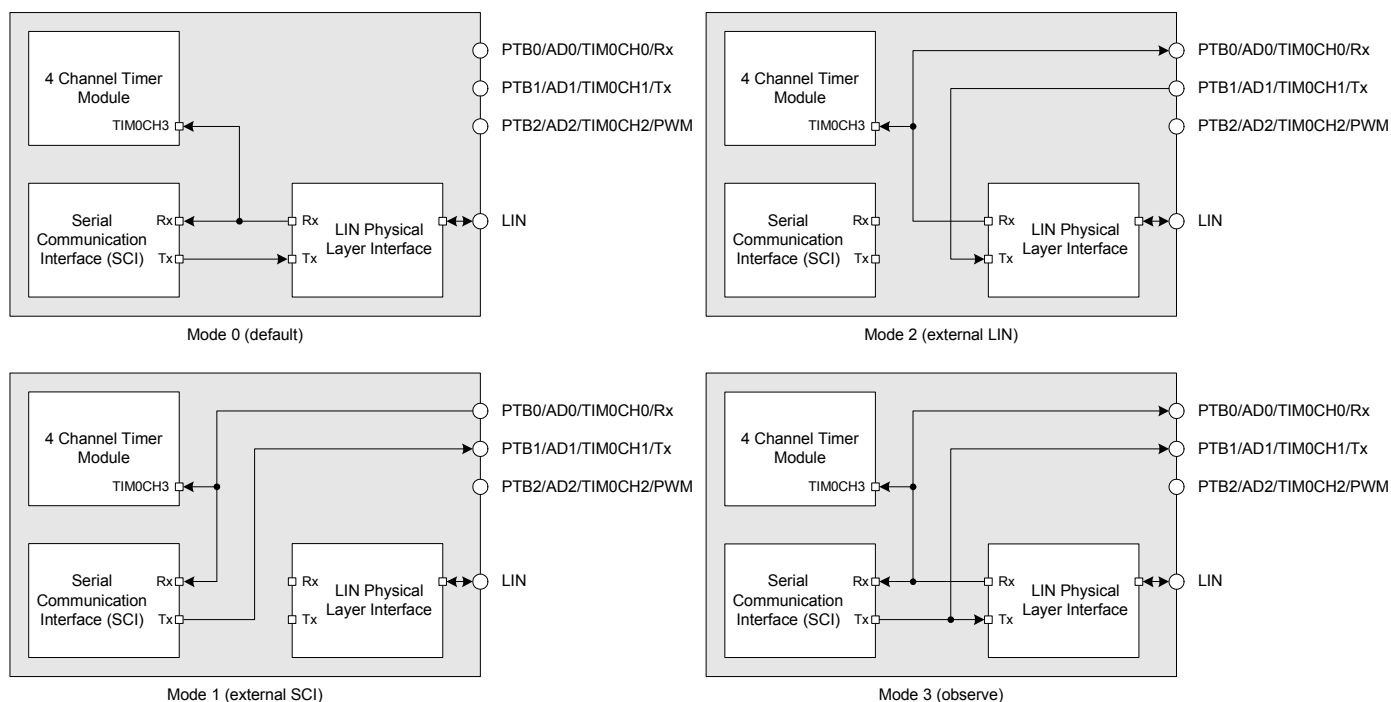 4 Channel Timer
Module
TIM0CH3
Serial
Communication
Interface (SCI)
Rx
Tx
Rx
Tx
LIN Physical
Layer Interface
PTB0/AD0/TIM0CH0/Rx
PTB1/AD1/TIM0CH1/Tx
PTB2/AD2/TIM0CH2/PWM
LIN
Mode 0 (default)
4 Channel Timer
Module
TIM0CH3
Serial
Communication
Interface (SCI)
Rx
Tx
Rx
Tx
LIN Physical
Layer Interface
PTB0/AD0/TIM0CH0/Rx
PTB1/AD1/TIM0CH1/Tx
PTB2/AD2/TIM0CH2/PWM
LIN
Mode 2 (external LIN)
4 Channel Timer
Module
TIM0CH3
Serial
Communication
Interface (SCI)
Rx
Tx
Rx
Tx
LIN Physical
Layer Interface
PTB0/AD0/TIM0CH0/Rx
PTB1/AD1/TIM0CH1/Tx
PTB2/AD2/TIM0CH2/PWM
LIN
Mode 1 (external SCI)
4 Channel Timer
Module
TIM0CH3
Serial
Communication
Interface (SCI)
Rx
Tx
Rx
Tx
LIN Physical
Layer Interface
PTB0/AD0/TIM0CH0/Rx
PTB1/AD1/TIM0CH1/Tx
PTB2/AD2/TIM0CH2/PWM
LIN
Mode 3 (observe)